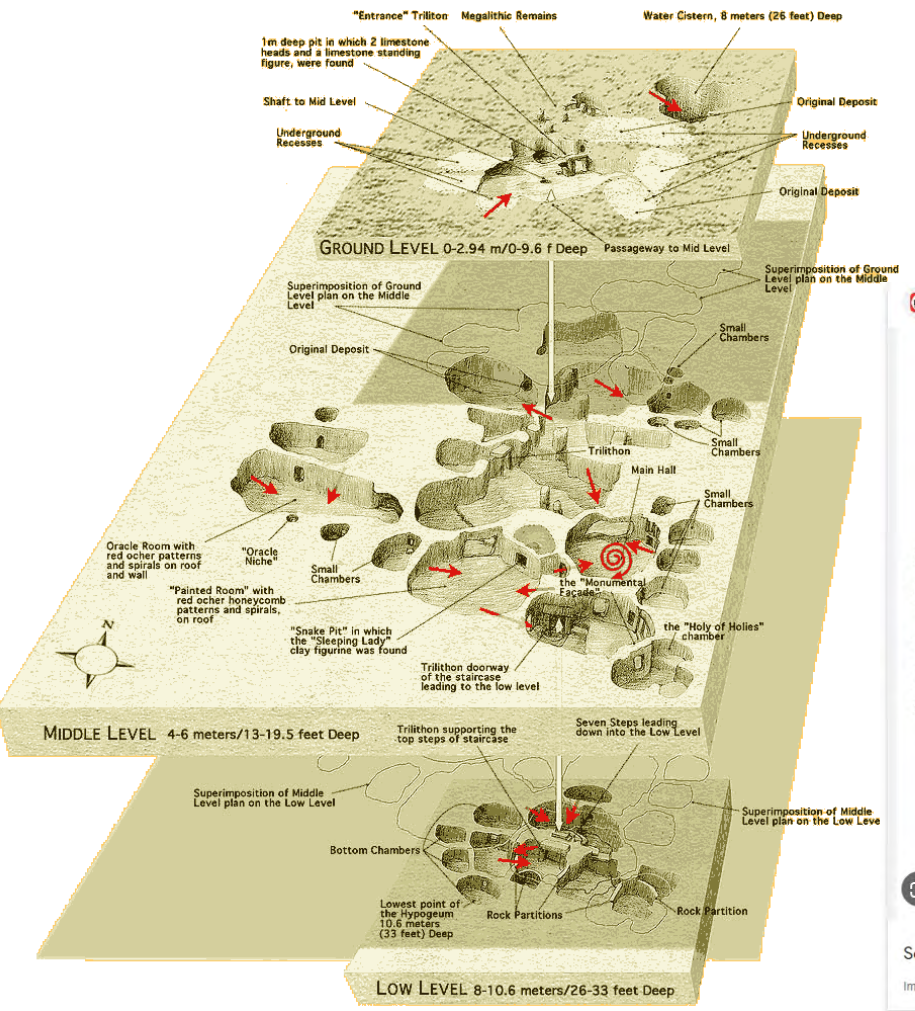 "Entrance" Triliton
Megalithic Remains
Water Cistern, 8 meters (26 feet) Deep
1m deep pit in which 2 limestone
heads and a limestone standing
figure, were found
Shaft to Mid Level
Original Deposit
Underground
Recesses
Underground
Recesses
Original Deposit
GROUND LEVEL 0-2.94 m/0-9.6 f Deep
Passageway to Mid Level
Superimposition of Ground
Level plan on the Middle
Level
Superimposition of Ground
Level plan on the Middle
Level
Small
Chambers
Original Deposit
Trilithon
Small
Chambers
Main Hall
Small
Chambers
Oracle Room with
red ocher patterns
and spirals on roof
and wall
"Oracle
Niche"
Small
Chambers
"Painted Room" with
red ocher honeycomb
patterns and spirals,
on roof
the "Monumental
Façade"
"Snake Pit" in which
the "Sleeping Lady"
clay figurine was found
the "Holy of Holies"
chamber
Trilithon doorway
of the staircase
leading to the low level
N
MIDDLE LEVEL 4-6 meters/13-19.5 feet Deep
Trilithon supporting the
top steps of staircase
Seven Steps leading
down into the Low Level
Superimposition of Middle
Level plan on the Low Level
Superimposition of Middle
Level plan on the Low Leve
Bottom Chambers
Lowest point of
the Hypogeum
10.6 meters
(33 feet) Deep
Rock Partitions
Rock Partition
LOW LEVEL 8-10.6 meters/26-33 feet Deep